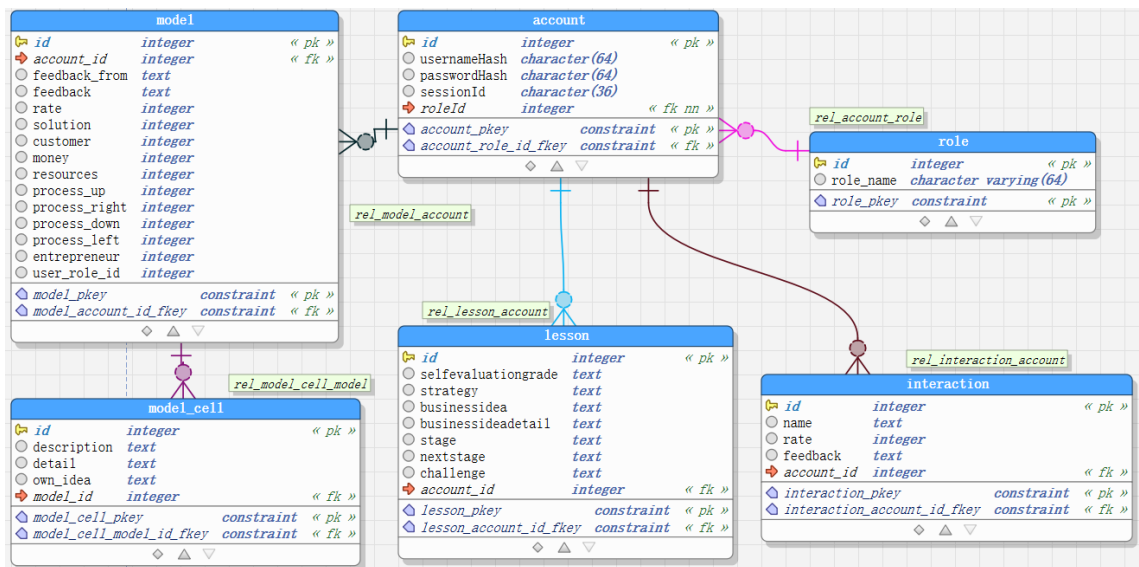 model
id integer « pk »
account_id integer « fk »
feedback_from text
feedback text
rate integer
solution integer
customer integer
money integer
resources integer
process_up integer
process_right integer
process_down integer
process_left integer
entrepreneur integer
user_role_id integer
model_pkey constraint « pk »
model_account_id_fkey constraint « fk »
account
id integer « pk »
usernameHash character(64)
passwordHash character(64)
sessionId character(36)
roleId integer « fk nn »
account_pkey constraint « pk »
account_role_id_fkey constraint « fk »
rel_account_role
role
id integer « pk »
role_name character varying(64)
role_pkey constraint « pk »
rel_model_account
rel_lesson_account
rel_interaction_account
rel_model_cell_model
model_cell
id integer « pk »
description text
detail text
own_idea text
model_id integer « fk »
model_cell_pkey constraint « pk »
model_cell_model_id_fkey constraint « fk »
lesson
id integer « pk »
selfevaluationgrade text
strategy text
businessidea text
businessideadetail text
stage text
nextstage text
challenge text
account_id integer « fk »
lesson_pkey constraint « pk »
lesson_account_id_fkey constraint « fk »
interaction
id integer « pk »
name text
rate integer
feedback text
account_id integer « fk »
interaction_pkey constraint « pk »
interaction_account_id_fkey constraint « fk »